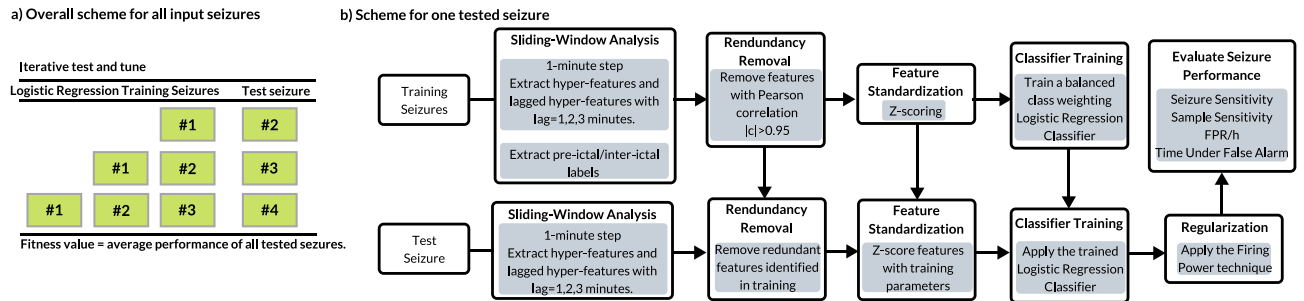 a) Overall scheme for all input seizures
Iterative test and tune
Logistic Regression Training Seizures Test seizure
#1 #2
#1 #2 #3
#1 #2 #3 #4
Fitness value = average performance of all tested sezures.
b) Scheme for one tested seizure
Training
Seizures
Sliding-Window Analysis
1-minute step
Extract hyper-features and
lagged hyper-features with
lag=1,2,3 minutes.
Extract pre-ictal/inter-ictal
labels
Rendundancy
Removal
Remove features
with Pearson
correlation
|c|>0.95
Feature
Standardization
Z-scoring
Classifier Training
Train a balanced
class weighting
Logistic Regression
Classifier
Evaluate Seizure
Performance
Seizure Sensitivity
Sample Sensitivity
FPR/h
Time Under False Alarm
Test
Seizure
Sliding-Window Analysis
1-minute step
Extract hyper-features and
lagged hyper-features with
lag=1,2,3 minutes.
Rendundancy
Removal
Remove redundant
features identified
in training
Feature
Standardization
Z-score features
with training
parameters
Classifier Training
Apply the trained
Logistic Regression
Classifier
Regularization
Apply the Firing
Power technique